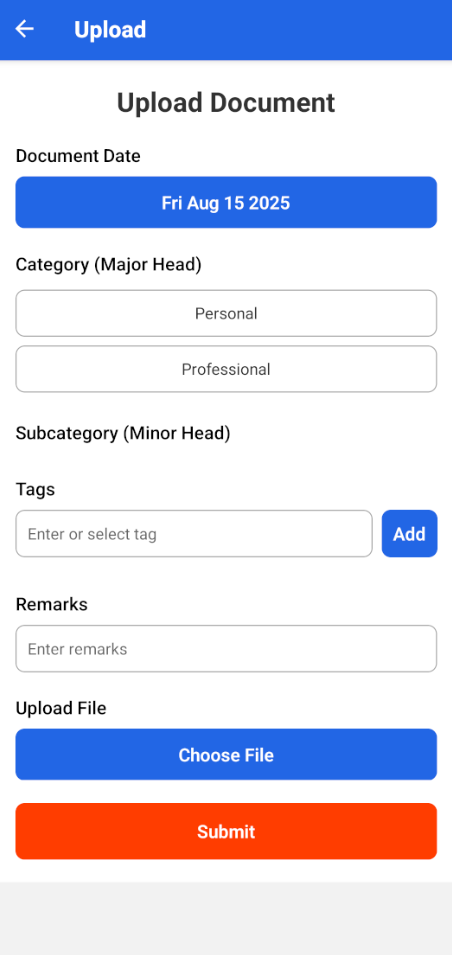 Upload
Upload Document
Document Date
Fri Aug 15 2025
Category (Major Head)
Personal
Professional
Subcategory (Minor Head)
Tags
Enter or select tag
Add
Remarks
Enter remarks
Upload File
Choose File
Submit